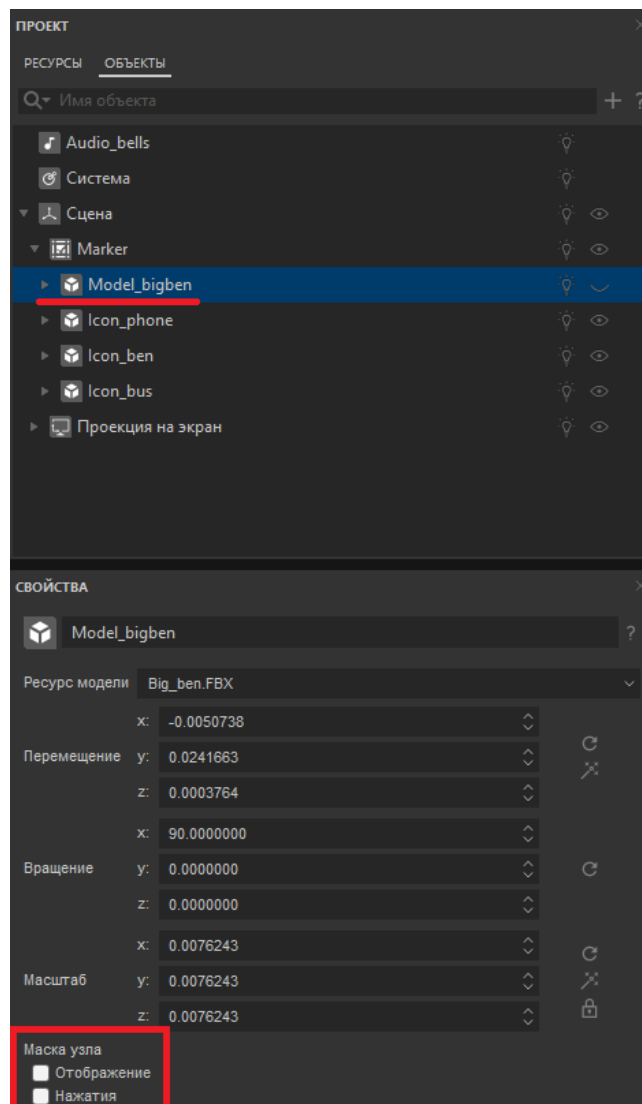 ПРОЕКТ
РЕСУРСЫ ОБЪЕКТЫ
Имя объекта
Audio_bells
Система
Сцена
Marker
Model_bigben
Icon_phone
Icon_ben
Icon_bus
Проекция на экран
СВОЙСТВА
Model_bigben
Ресурс модели Big_ben.FBX
x: -0.0050738
Перемещение y: 0.0241663
z: 0.0003764
x: 90.0000000
Вращение y: 0.0000000
z: 0.0000000
x: 0.0076243
Масштаб y: 0.0076243
z: 0.0076243
Маска узла
Отображение
Нажатия